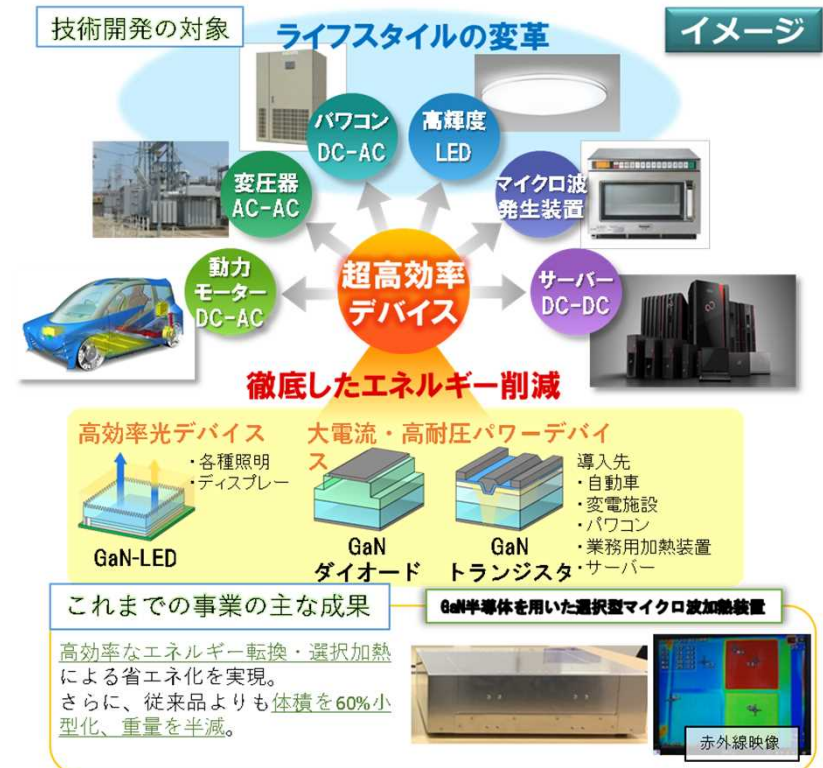 技術開発の対象
ライフスタイルの変革
イメージ
パワコン
DC-AC
高輝度
LED
変圧器
AC-AC
マイクロ波
発生装置
動力
モーター
DC-AC
超高効率
デバイス
サーバー
DC-DC
徹底したエネルギー削減
高効率光デバイス
・各種照明
・ディスプレー
GaN-LED
大電流・高耐圧パワーデバイ
ス
GaN
ダイオード
GaN
トランジスタ
導入先
・自動車
・変電施設
・パワコン
・業務用加熱装置
・サーバー
これまでの事業の主な成果
GaN半導体を用いた選択型マイクロ波加熱装置
高効率なエネルギー転換・選択加熱
による省エネ化を実現。
さらに、従来品よりも体積を60%小
型化、重量を半減。
赤外線映像